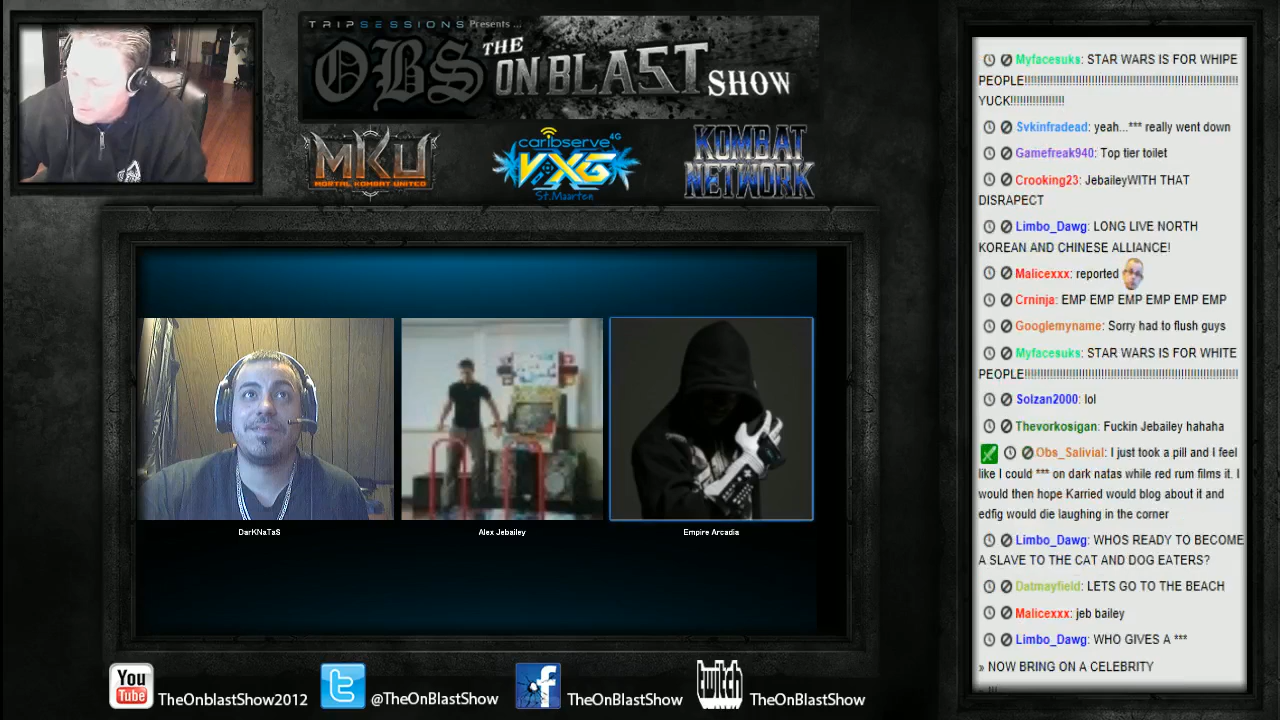 TRIPSESSIONS Presents ...
OBS THE ON BLAST SHOW
MKU
MORTAL KOMBAT UNITED
caribserve 4G
VXG
St.Maarten
KOMBAT
NETWORK
DarKNaTaS
Alex Jebailey
Empire Arcadia
You
Tube
TheOnblastShow2012
@TheOnBlastShow
TheOnBlastShow
twitch
TheOnBlastShow
Myfacesuks: STAR WARS IS FOR WHIPE
PEOPLE!!!!!!!!!!!!!!!!!!!!!!!!!!!!!!!!!!!!!!!!!!!!!!!!!!!!!!!!!!!!!!!!
YUCK!!!!!!!!!!!!!!!!
Svkinfradead: yeah...*** really went down
Gamefreak940: Top tier toilet
Crooking23: JebaileyWITH THAT
DISRAPECT
Limbo_Dawg: LONG LIVE NORTH
KOREAN AND CHINESE ALLIANCE!
Malicexxx: reported
Crninja: EMP EMP EMP EMP EMP EMP
Googlemyname: Sorry had to flush guys
Myfacesuks: STAR WARS IS FOR WHITE
PEOPLE!!!!!!!!!!!!!!!!!!!!!!!!!!!!!!!!!!!!!!!!!!!!!!!!!!!!!!!!!!!!!!!!
Solzan2000: lol
Thevorkosigan: Fuckin Jebailey hahaha
Obs_Salivial: I just took a pill and I feel
like I could *** on dark natas while red rum films it. I
would then hope Karried would blog about it and
edfig would die laughing in the corner
Limbo_Dawg: WHOS READY TO BECOME
A SLAVE TO THE CAT AND DOG EATERS?
Datmayfield: LETS GO TO THE BEACH
Malicexxx: jeb bailey
Limbo_Dawg: WHO GIVES A ***
» NOW BRING ON A CELEBRITY